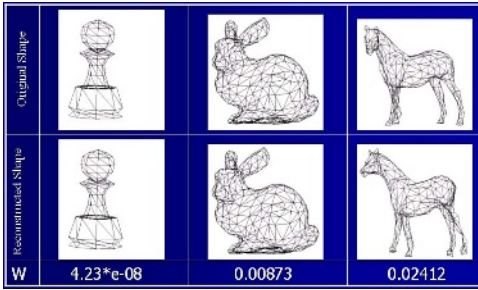 Original Shape
Reconstructed Shape
W 4.23*e-08 0.00873 0.02412